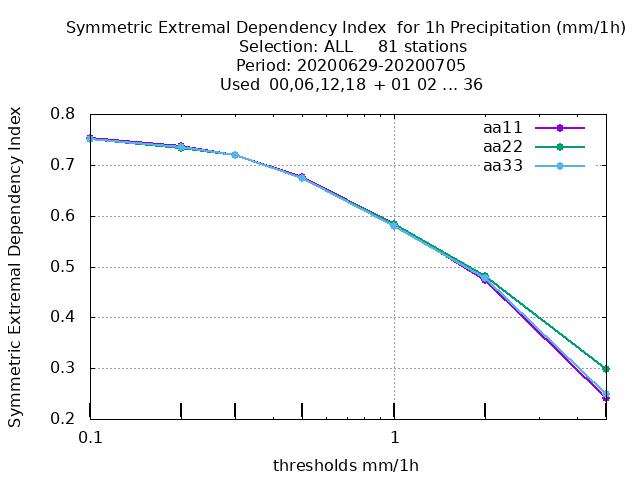 Symmetric Extremal Dependency Index  for 1h Precipitation (mm/1h)
Selection: ALL     81 stations
Period: 20200629-20200705
Used  00,06,12,18  + 01 02 ... 36
Symmetric Extremal Dependency Index
0.8
0.7
0.6
0.5
0.4
0.3
0.2
aa11
aa22
aa33
0.1
1
thresholds mm/1h